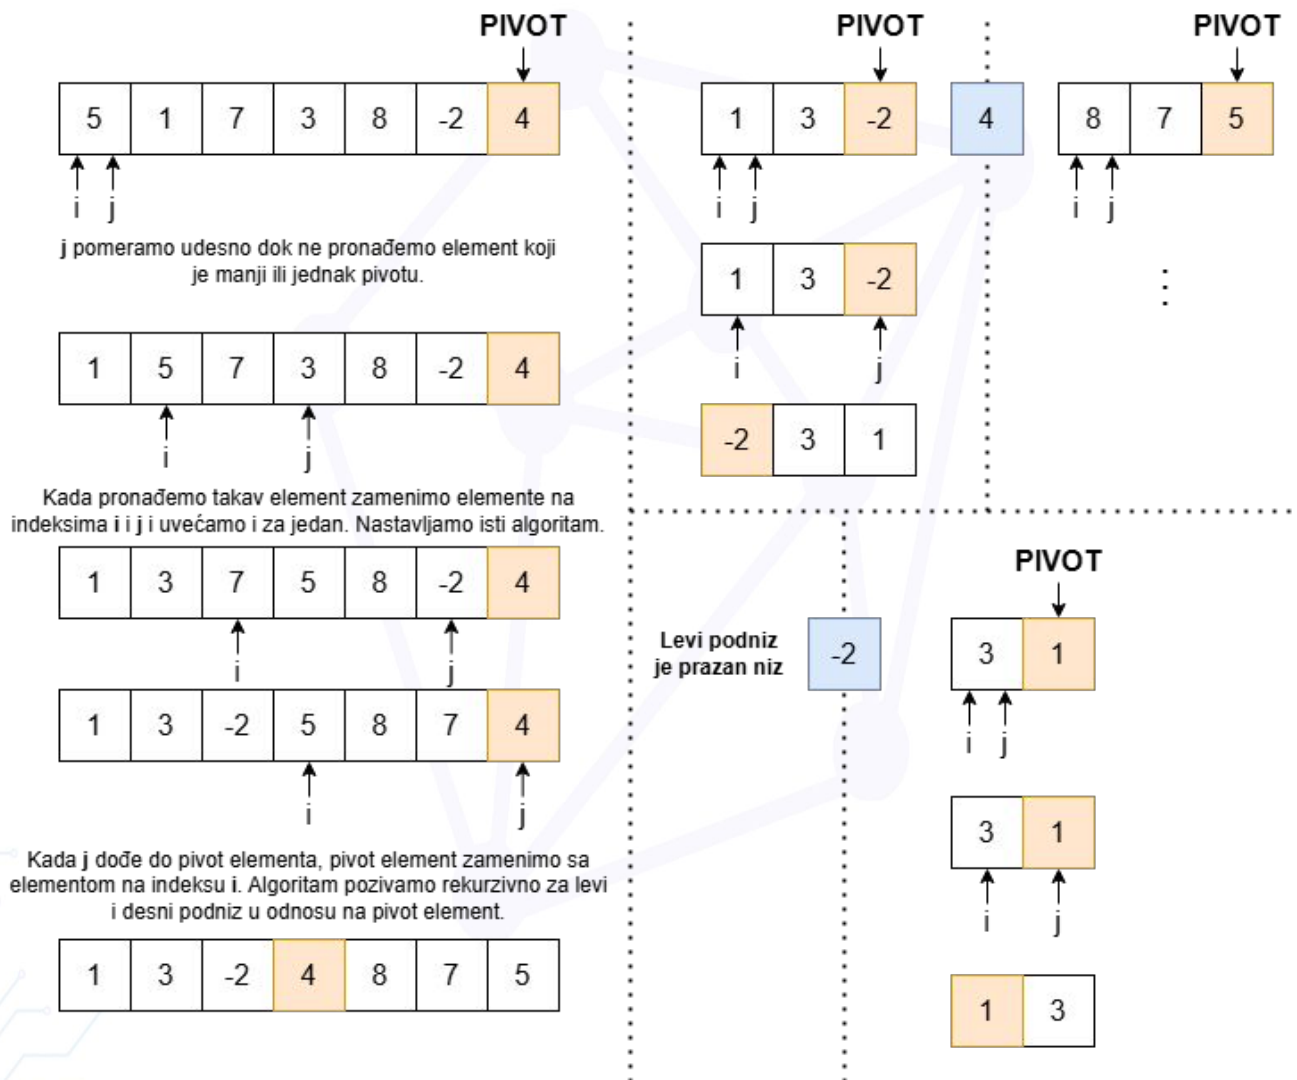 PIVOT
5 1 7 3 8 -2 4
i j
j pomeramo udesno dok ne pronađemo element koji
je manji ili jednak pivotu.
1 5 7 3 8 -2 4
i j
Kada pronađemo takav element zamenimo elemente na
indeksima i i j i uvećamo i za jedan. Nastavljamo isti algoritam.
1 3 7 5 8 -2 4
i j
1 3 -2 5 8 7 4
i j
Kada j dođe do pivot elementa, pivot element zamenimo sa
elementom na indeksu i. Algoritam pozivamo rekurzivno za levi
i desni podniz u odnosu na pivot element.
1 3 -2 4 8 7 5
PIVOT
1 3 -2
i j
1 3 -2
i j
-2 3 1
4
PIVOT
8 7 5
i j
⋮
Levi podniz
je prazan niz
-2
PIVOT
3 1
i j
3 1
i j
1 3